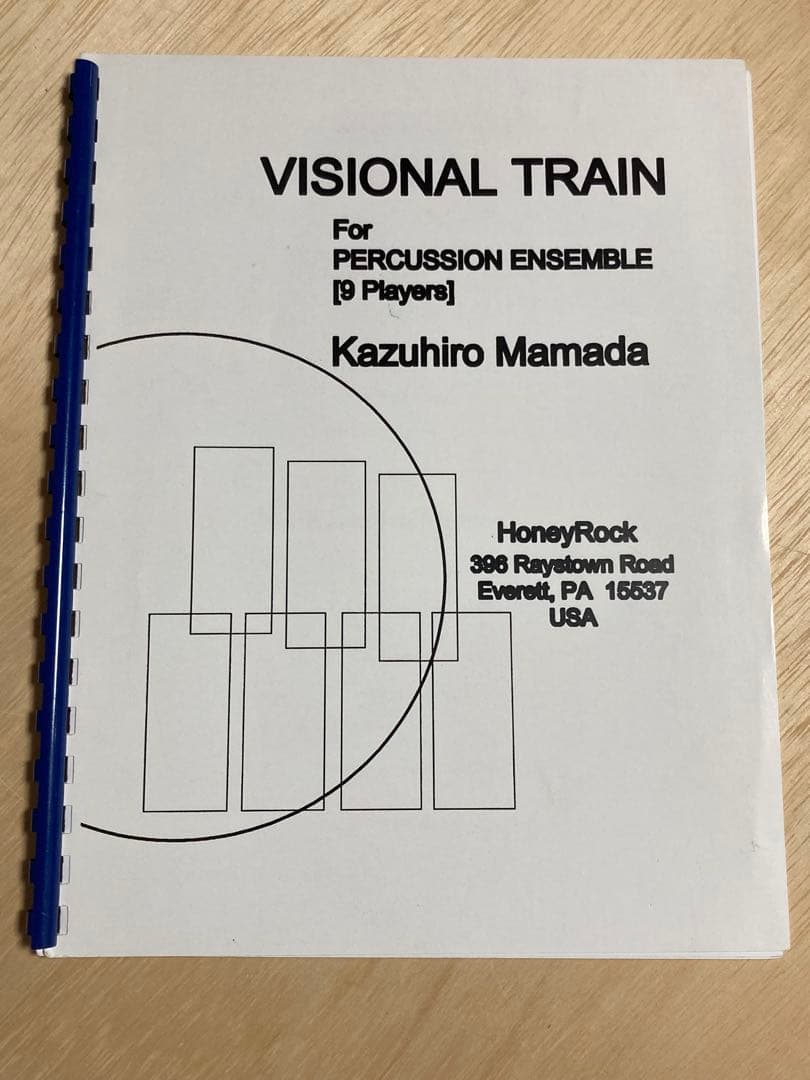 VISIONAL TRAIN
For
PERCUSSION ENSEMBLE
[9 Players]
Kazuhiro Mamada
HoneyRock
396 Raystown Road
Everett, PA 15537
USA